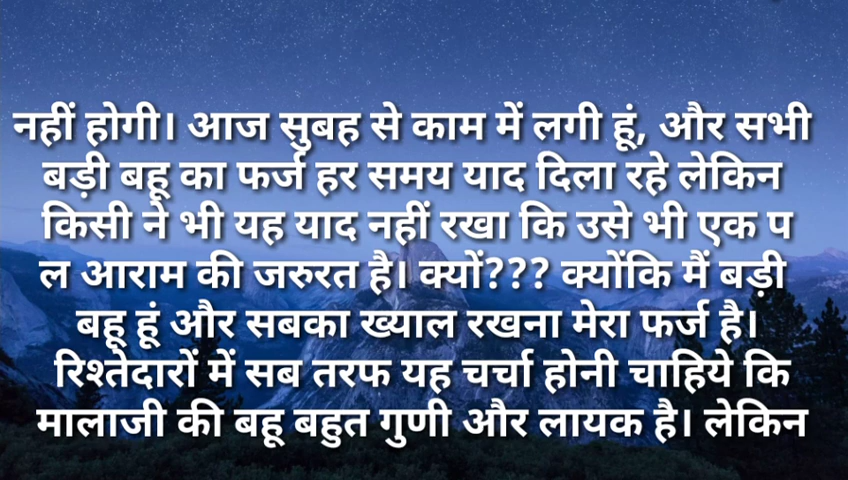 नहीं होगी। आज सुबह से काम में लगी हूं, और सभी
बड़ी बहू का फर्ज हर समय याद दिला रहे लेकिन
किसी ने भी यह याद नहीं रखा कि उसे भी एक प
ल आराम की जरुरत है। क्यों??? क्योंकि मैं बड़ी
बहू हूं और सबका ख्याल रखना मेरा फर्ज है।
रिश्तेदारों में सब तरफ यह चर्चा होनी चाहिये कि
मालाजी की बहू बहुत गुणी और लायक है। लेकिन